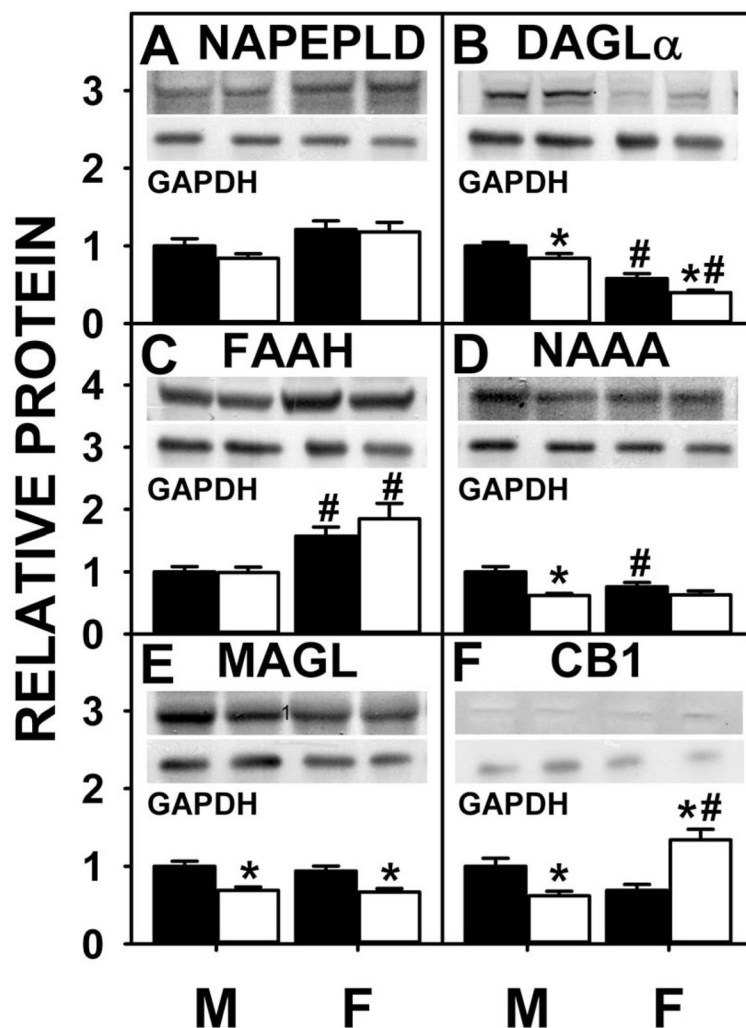 RELATIVE PROTEIN
A NAPEPLD
3
GAPDH
2
1
0
*
B DAGLα
GAPDH
*
#
*#
C FAAH
4
3
GAPDH
2
1
0
#
#
D NAAA
GAPDH
*
#
E MAGL
3
1
GAPDH
2
1
0
*
*
F CB1
GAPDH
*
*#
M F M F